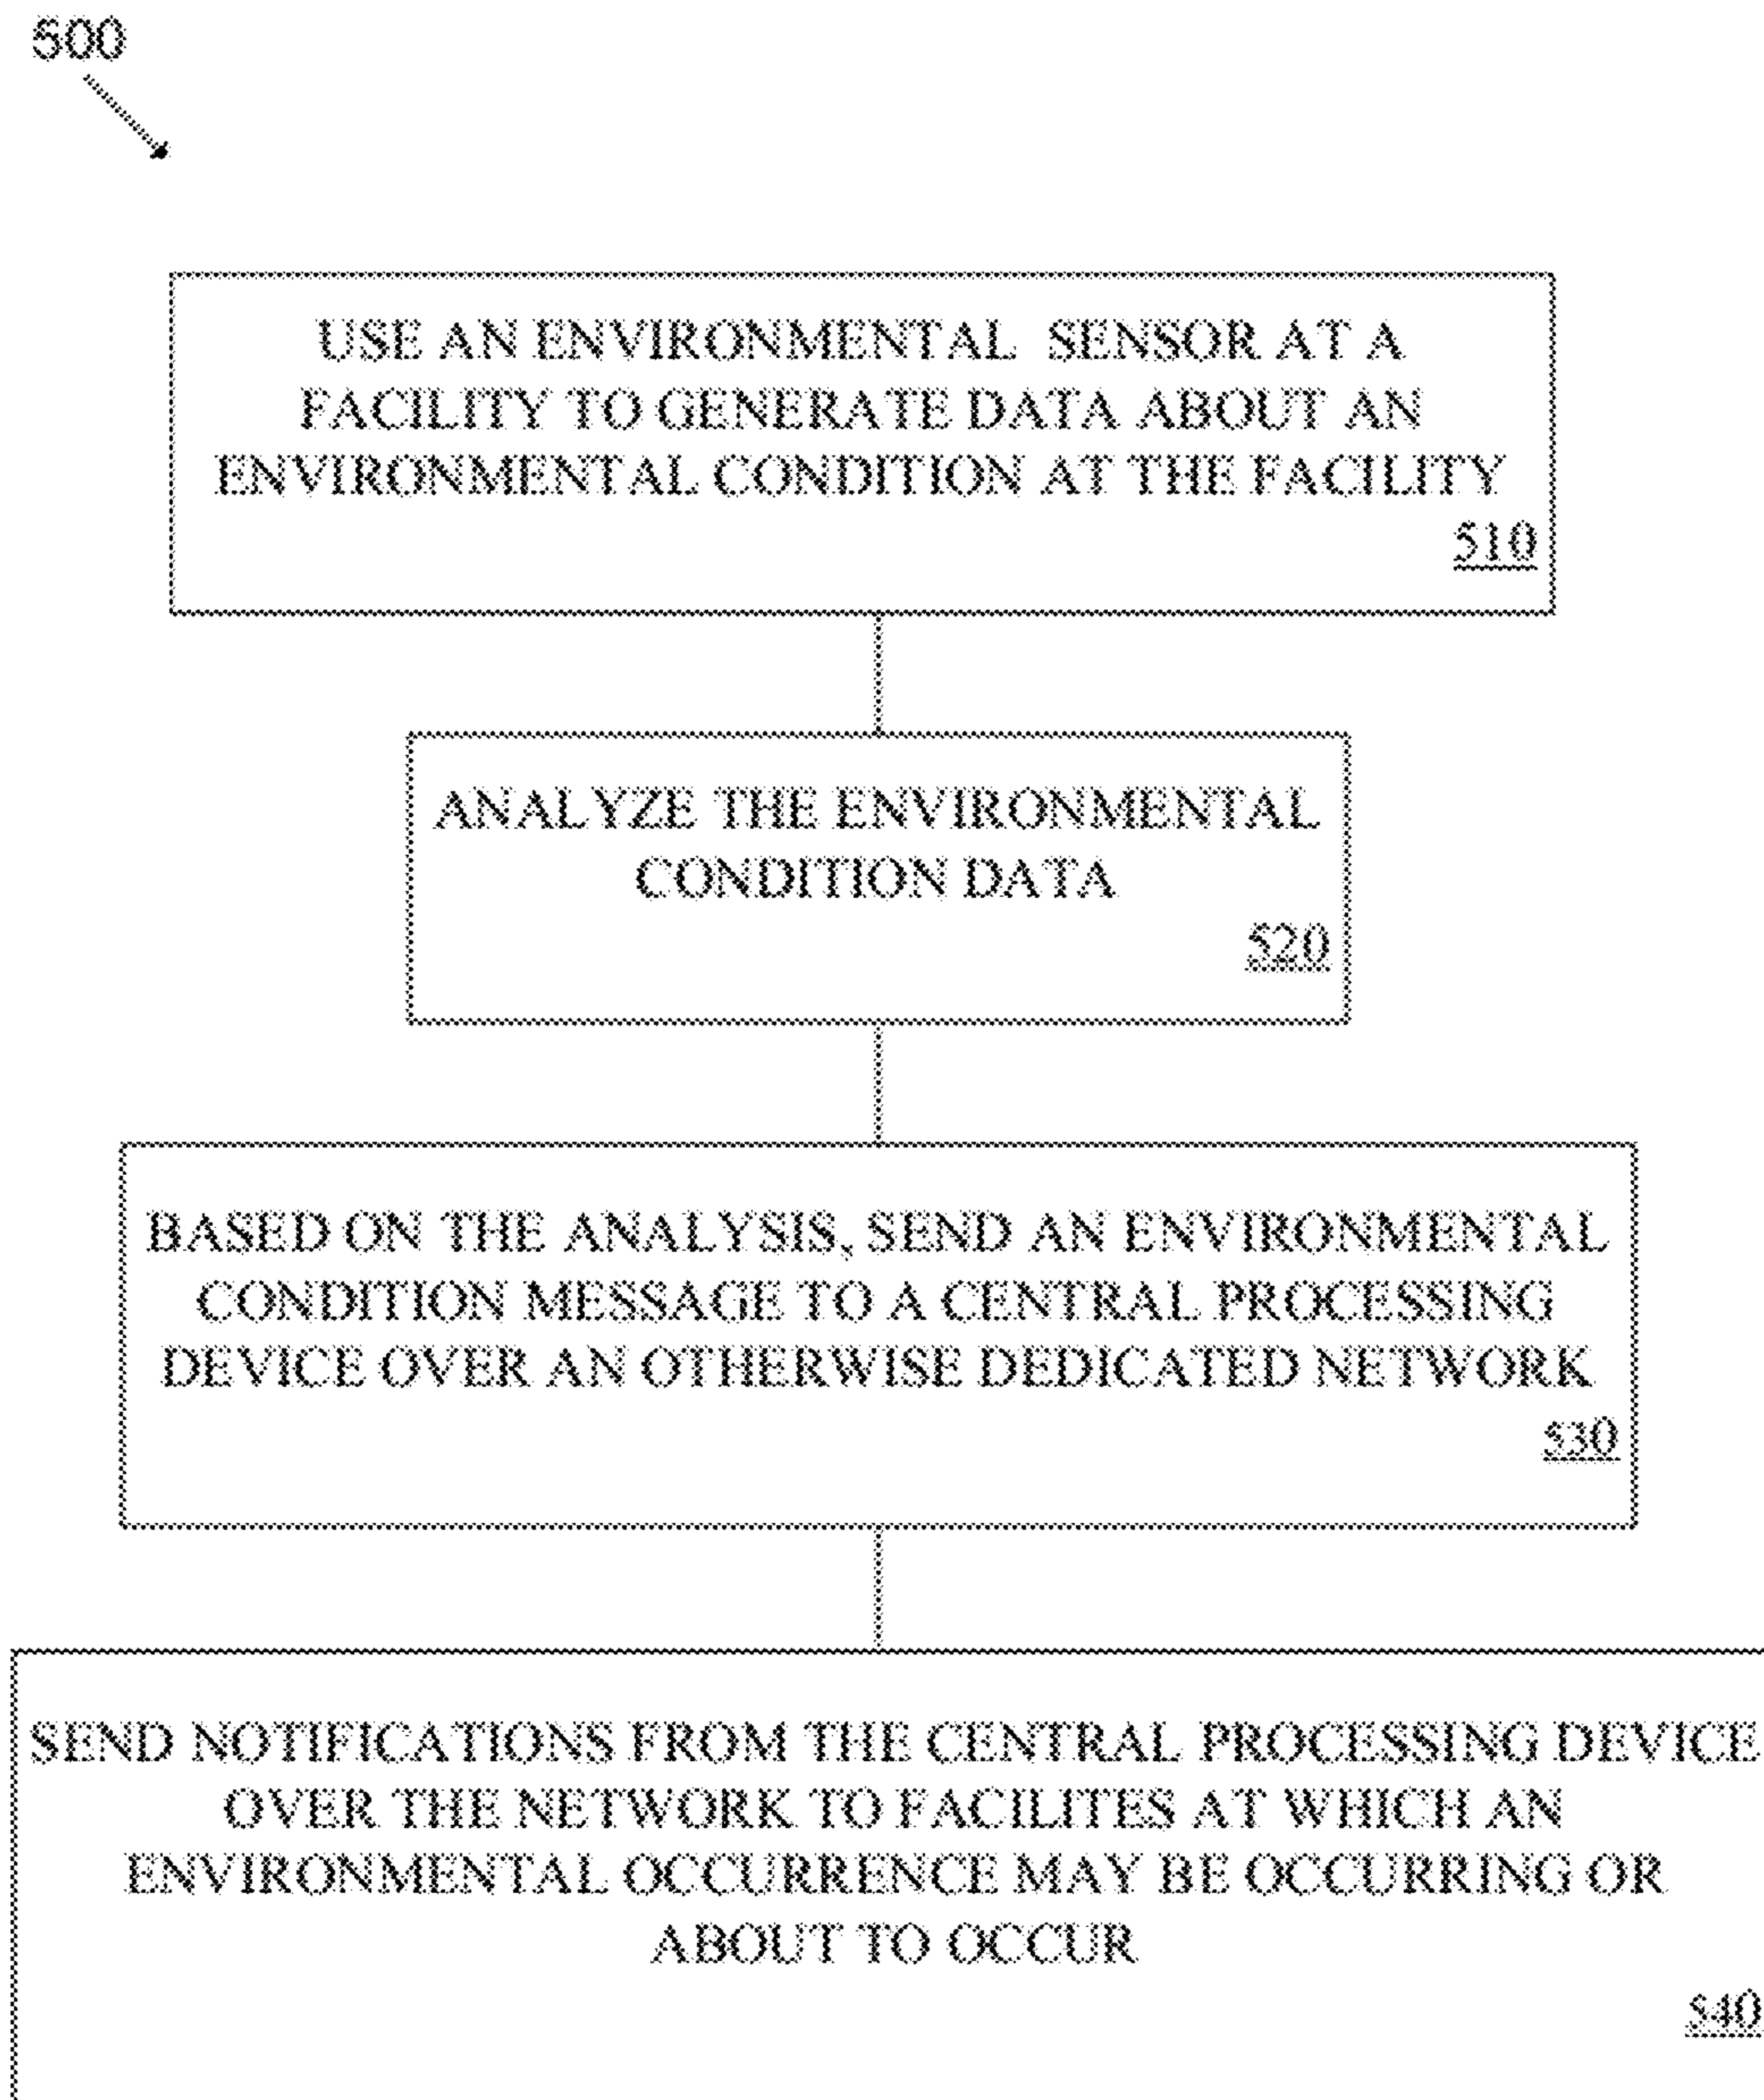 500
USE AN ENVIRONMENTAL SENSOR AT A
FACILITY TO GENERATE DATA ABOUT AN
ENVIRONMENTAL CONDITION AT THE FACILITY
510
ANALYZE THE ENVIRONMENTAL
CONDITION DATA
520
BASED ON THE ANALYSIS, SEND AN ENVIRONMENTAL
CONDITION MESSAGE TO A CENTRAL PROCESSING
DEVICE OVER AN OTHERWISE DEDICATED NETWORK
530
SEND NOTIFICATIONS FROM THE CENTRAL PROCESSING DEVICE
OVER THE NETWORK TO FACILITES AT WHICH AN
ENVIRONMENTAL OCCURRENCE MAY BE OCCURRING OR
ABOUT TO OCCUR
540